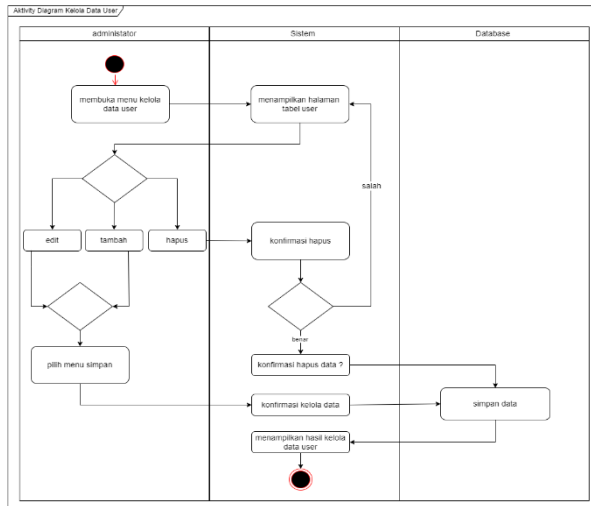 Aktivity Diagram Kelola Data User
administator
Sistem
Database
membuka menu kelola
data user
menampilkan halaman
tabel user
salah
edit
tambah
hapus
konfirmasi hapus
benar
pilih menu simpan
konfirmasi hapus data ?
konfirmasi kelola data
simpan data
menampilkan hasil kelola
data user